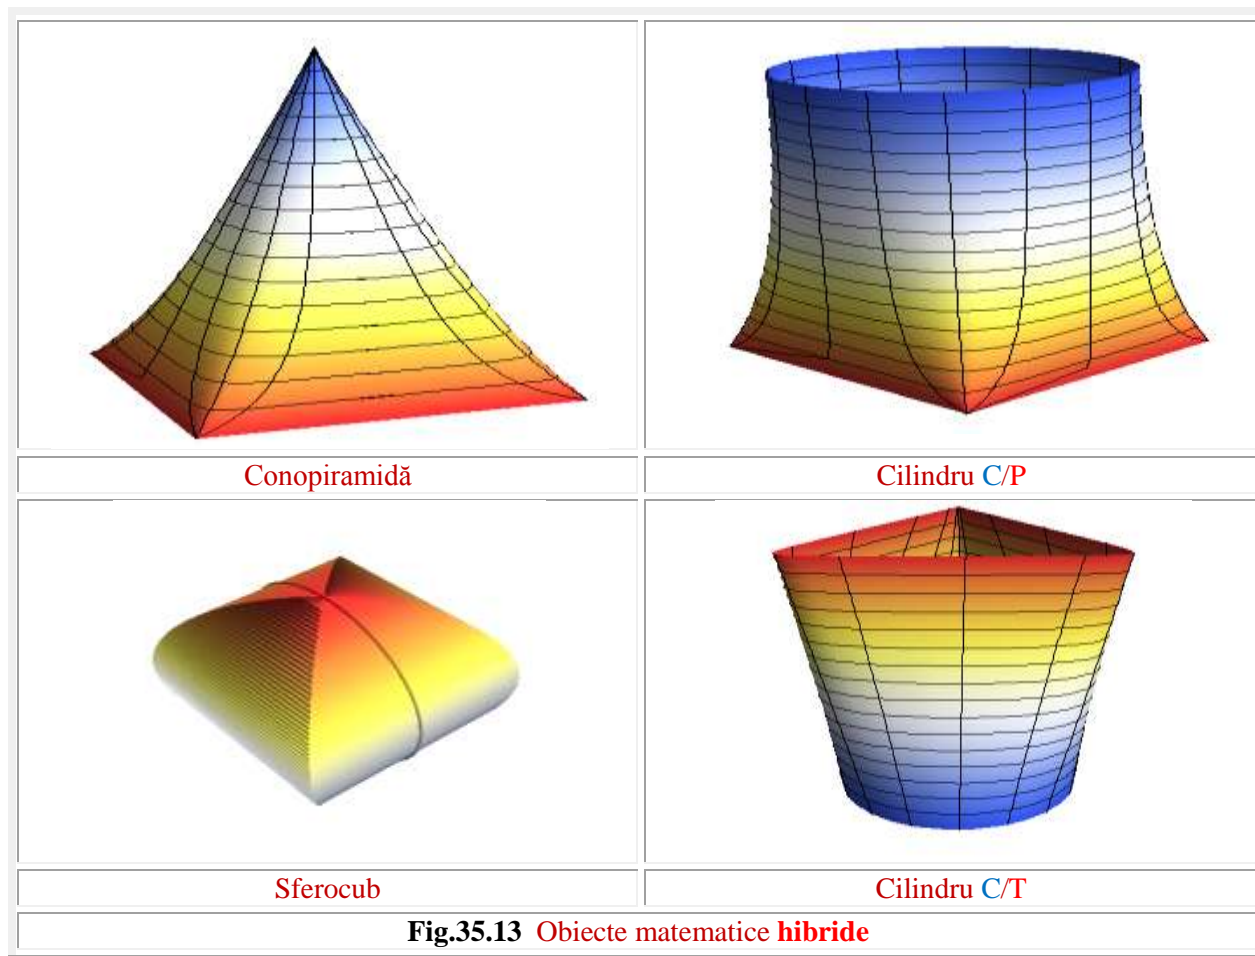 Conopiramidă
Cilindru C/P
Sferocub
Cilindru C/T
Fig.35.13 Obiecte matematice hibride